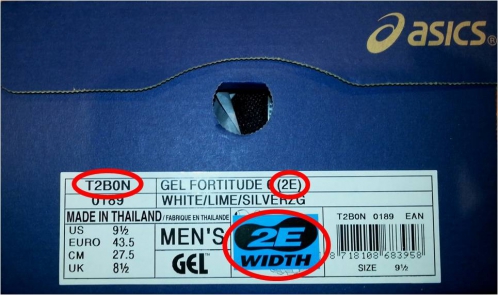 asics®
T2B0N GEL FORTITUDE (2E)
0189 WHITE/LIME/SILVERZG
MADE IN THAILAND / FABRIQUE EN THAILANDE
US 9½
EURO 43.5
CM 27.5
UK 8½
MEN'S
GEL™
2E
WIDTH
T2B0N 0189 EAN
8 718108 683958
SIZE 9½